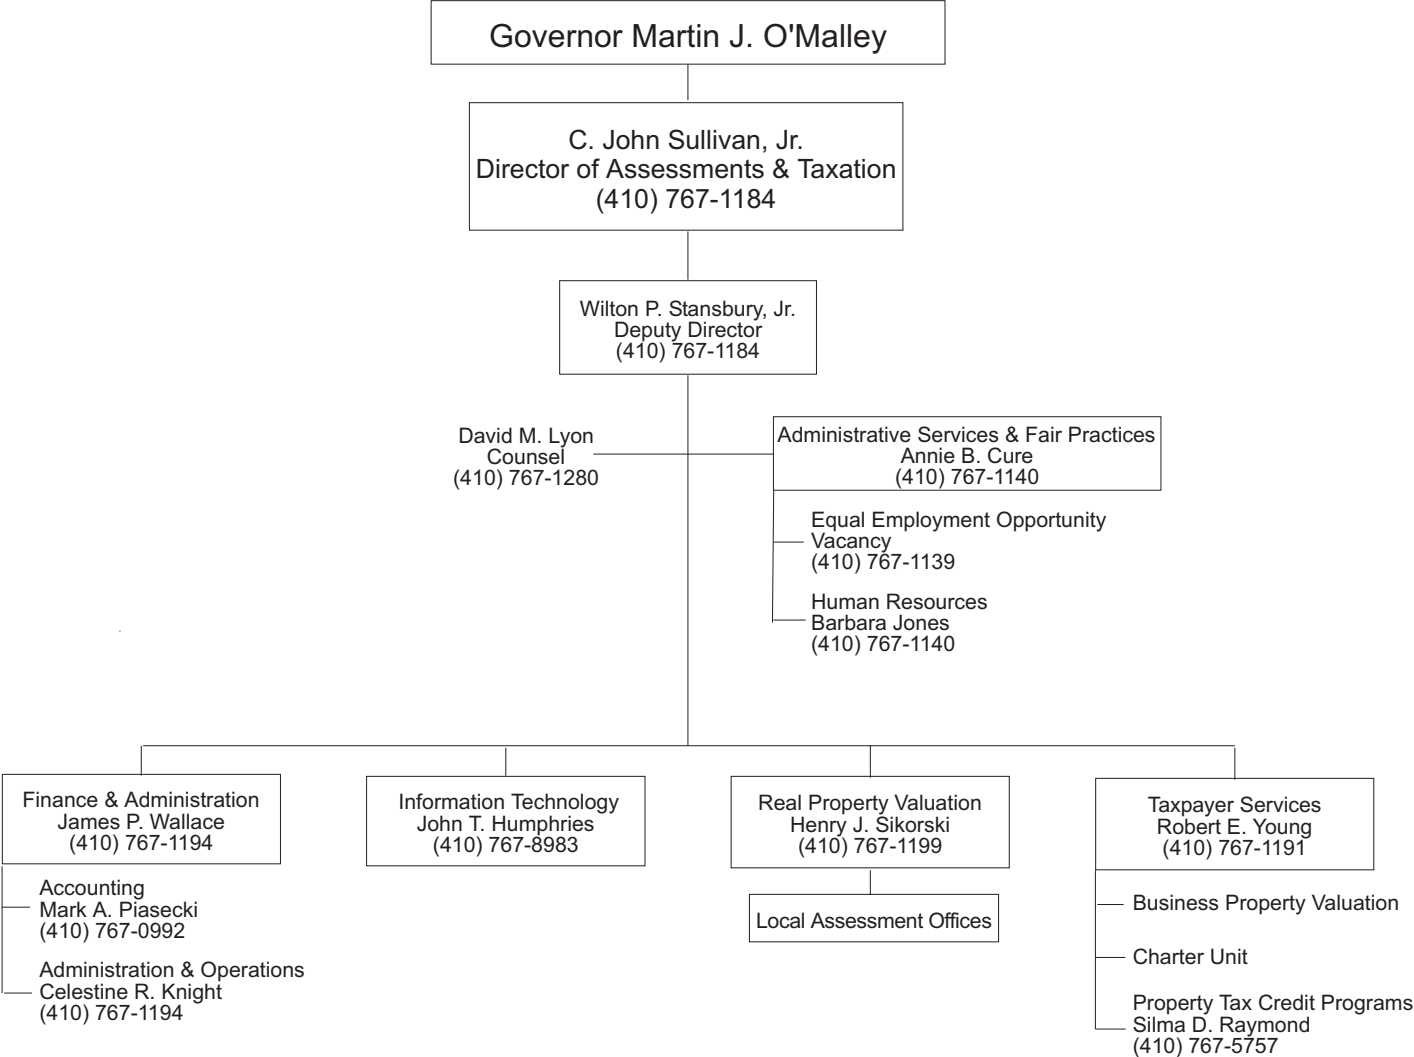 Governor Martin J. O'Malley
C. John Sullivan, Jr.
Director of Assessments & Taxation
(410) 767-1184
Wilton P. Stansbury, Jr.
Deputy Director
(410) 767-1184
David M. Lyon
Counsel
(410) 767-1280
Administrative Services & Fair Practices
Annie B. Cure
(410) 767-1140
Equal Employment Opportunity
Vacancy
(410) 767-1139
Human Resources
Barbara Jones
(410) 767-1140
Finance & Administration
James P. Wallace
(410) 767-1194
Accounting
Mark A. Piasecki
(410) 767-0992
Administration & Operations
Celestine R. Knight
(410) 767-1194
Information Technology
John T. Humphries
(410) 767-8983
Real Property Valuation
Henry J. Sikorski
(410) 767-1199
Local Assessment Offices
Taxpayer Services
Robert E. Young
(410) 767-1191
Business Property Valuation
Charter Unit
Property Tax Credit Programs
Silma D. Raymond
(410) 767-5757